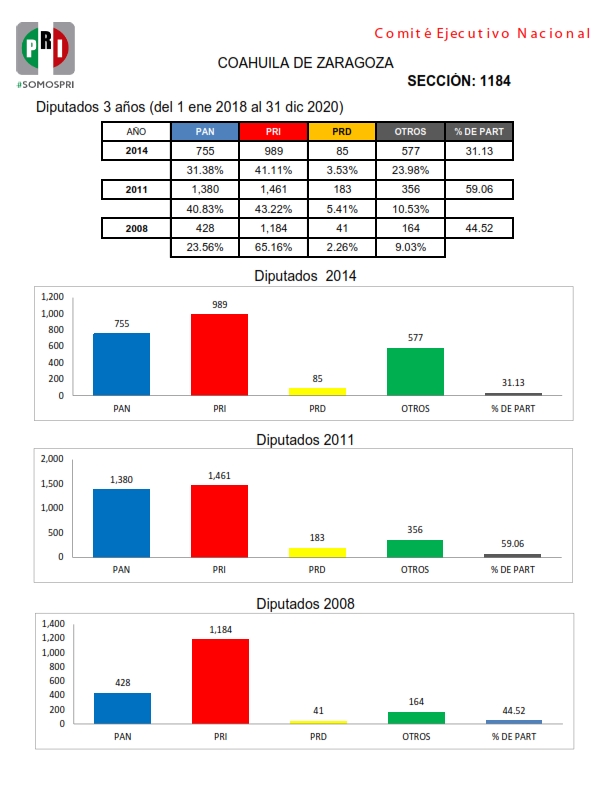 PRI
#SOMOSPRI
Comité Ejecutivo Nacional
COAHUILA DE ZARAGOZA
SECCIÓN: 1184
Diputados 3 años (del 1 ene 2018 al 31 dic 2020)
AÑO PAN PRI PRD OTROS % DE PART
2014 755 989 85 577 31.13
31.38% 41.11% 3.53% 23.98%
2011 1,380 1,461 183 356 59.06
40.83% 43.22% 5.41% 10.53%
2008 428 1,184 41 164 44.52
23.56% 65.16% 2.26% 9.03%
Diputados 2014
1,200
1,000
800
600
400
200
0
755 989 85 577 31.13
PAN PRI PRD OTROS % DE PART
Diputados 2011
2,000
1,500
1,000
500
0
1,380 1,461 183 356 59.06
PAN PRI PRD OTROS % DE PART
Diputados 2008
1,400
1,200
1,000
800
600
400
200
0
428 1,184 41 164 44.52
PAN PRI PRD OTROS % DE PART